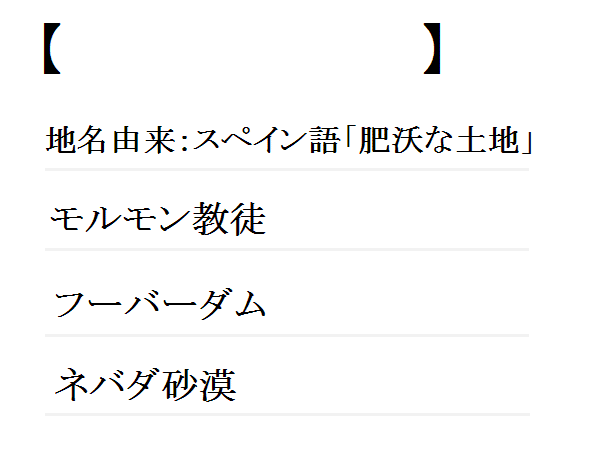 【　　　　　　　　　】
地名由来：スペイン語「肥沃な土地」
モルモン教徒
フーバーダム
ネバダ砂漠